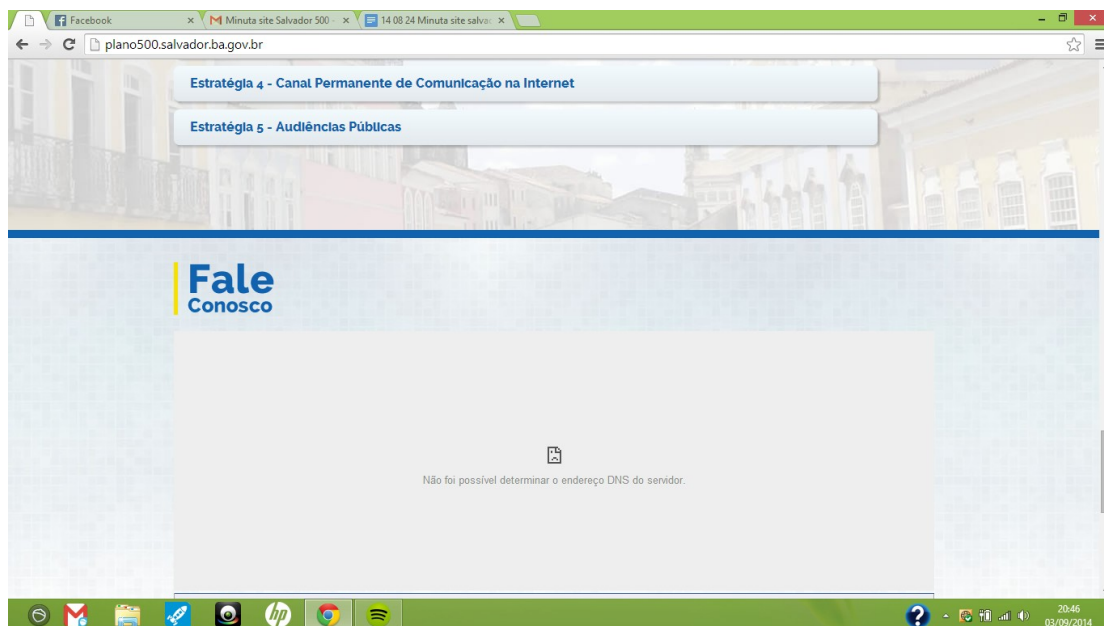 Facebook
Minuta site Salvador 500 -
14 08 24 Minuta site salvad
plano500.salvador.ba.gov.br
Estratégia 4 - Canal Permanente de Comunicação na Internet
Estratégia 5 - Audiências Públicas
Fale
Conosco
Não foi possível determinar o endereço DNS do servidor.
hp
?
20:46
03/09/2014